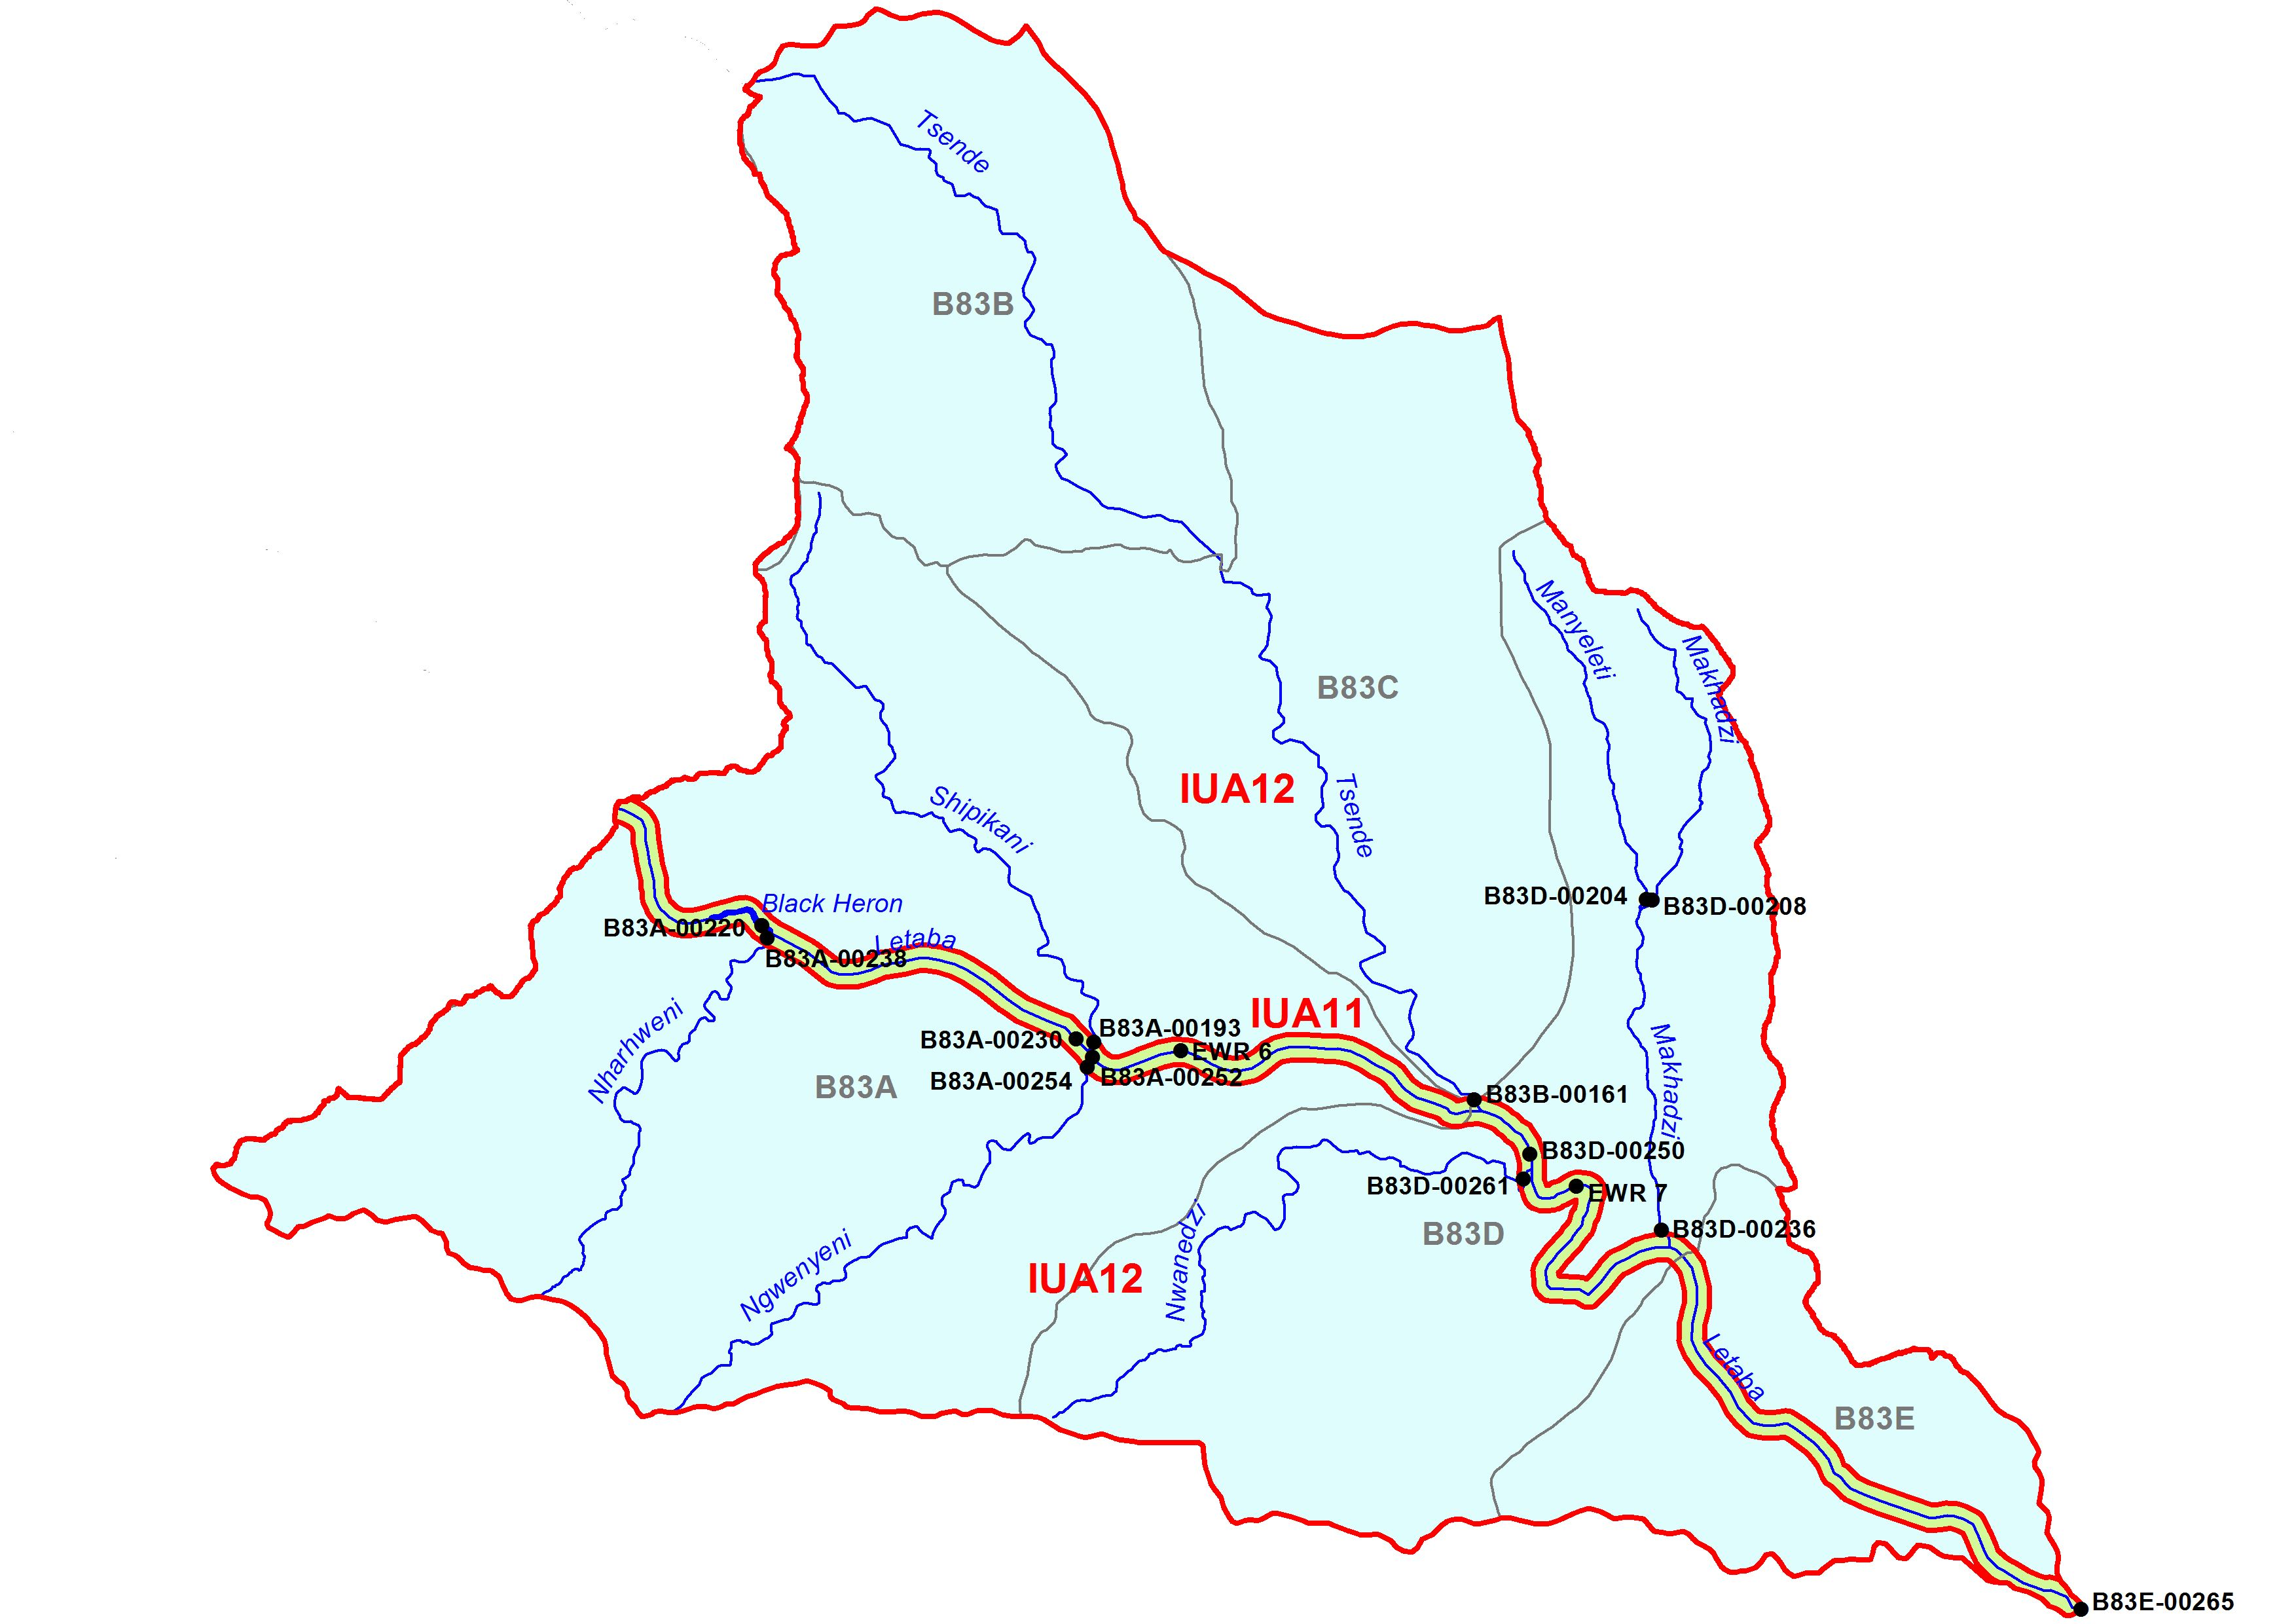 Tsende
B83B
Manyeleti
Makhadzi
B83C
IUA12
Tsende
Shipikani
B83D-00204
B83D-00208
Black Heron
B83A-00220
Letaba
B83A-00238
Nharhweni
IUA11
B83A-00193
B83A-00230
EWR 6
B83A-00254
B83A-00252
B83A
Makhadzi
B83B-00161
B83D-00250
B83D-00261
EWR 7
B83D
B83D-00236
Ngwenyeni
IUA12
Nwanedzi
Letaba
B83E
B83E-00265